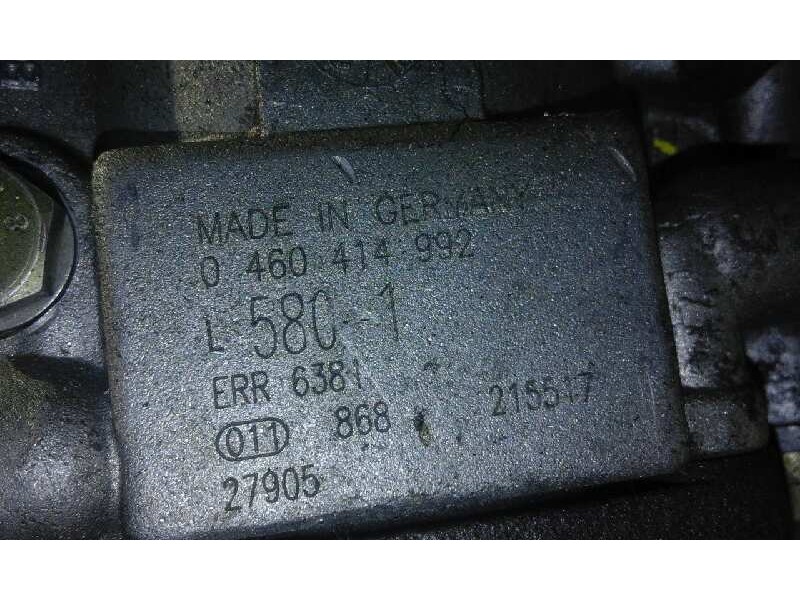 MADE IN GERMANY
0 460 414 992
L 580-1
ERR 6381
011 868 215517
27905